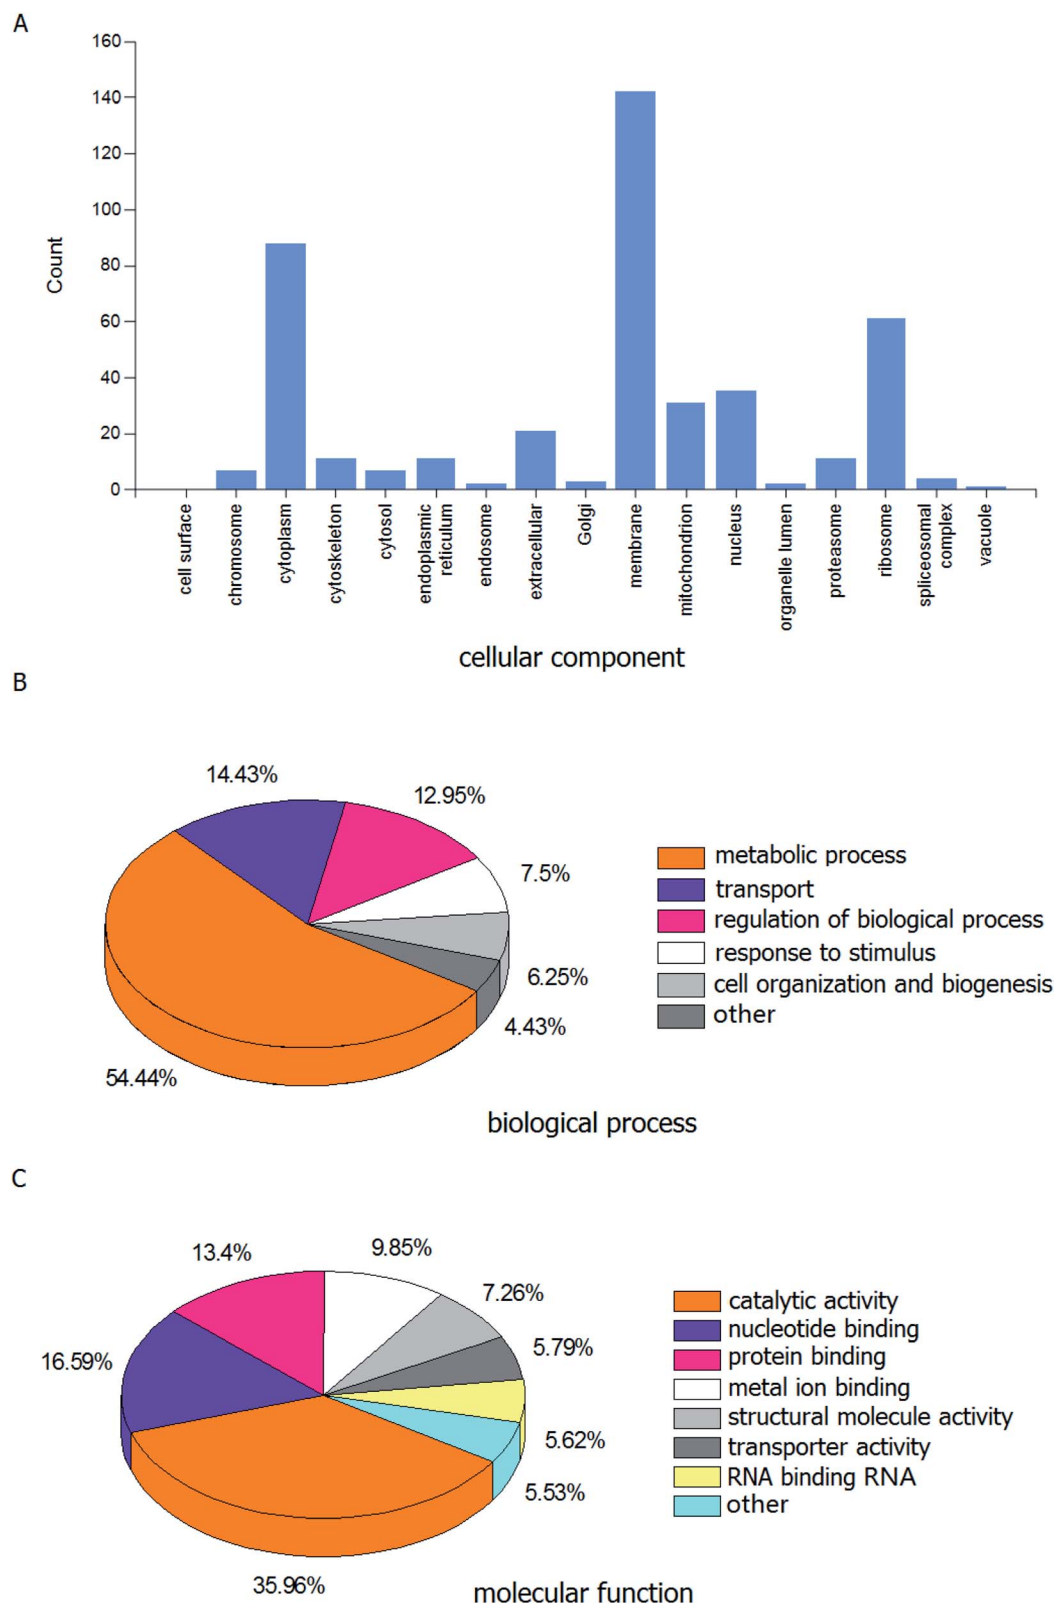 A
160
140
120
100
80
60
40
20
0
Count
cell surface
chromosome
cytoplasm
cytoskeleton
cytosol
endoplasmic
reticulum
endosome
extracellular
Golgi
membrane
mitochondrion
nucleus
organelle lumen
proteasome
ribosome
spliceosomal
complex
vacuole
cellular component
B
14.43%
12.95%
7.5%
6.25%
4.43%
54.44%
metabolic process
transport
regulation of biological process
response to stimulus
cell organization and biogenesis
other
biological process
C
13.4%
9.85%
7.26%
5.79%
16.59%
5.62%
5.53%
35.96%
catalytic activity
nucleotide binding
protein binding
metal ion binding
structural molecule activity
transporter activity
RNA binding RNA
other
molecular function